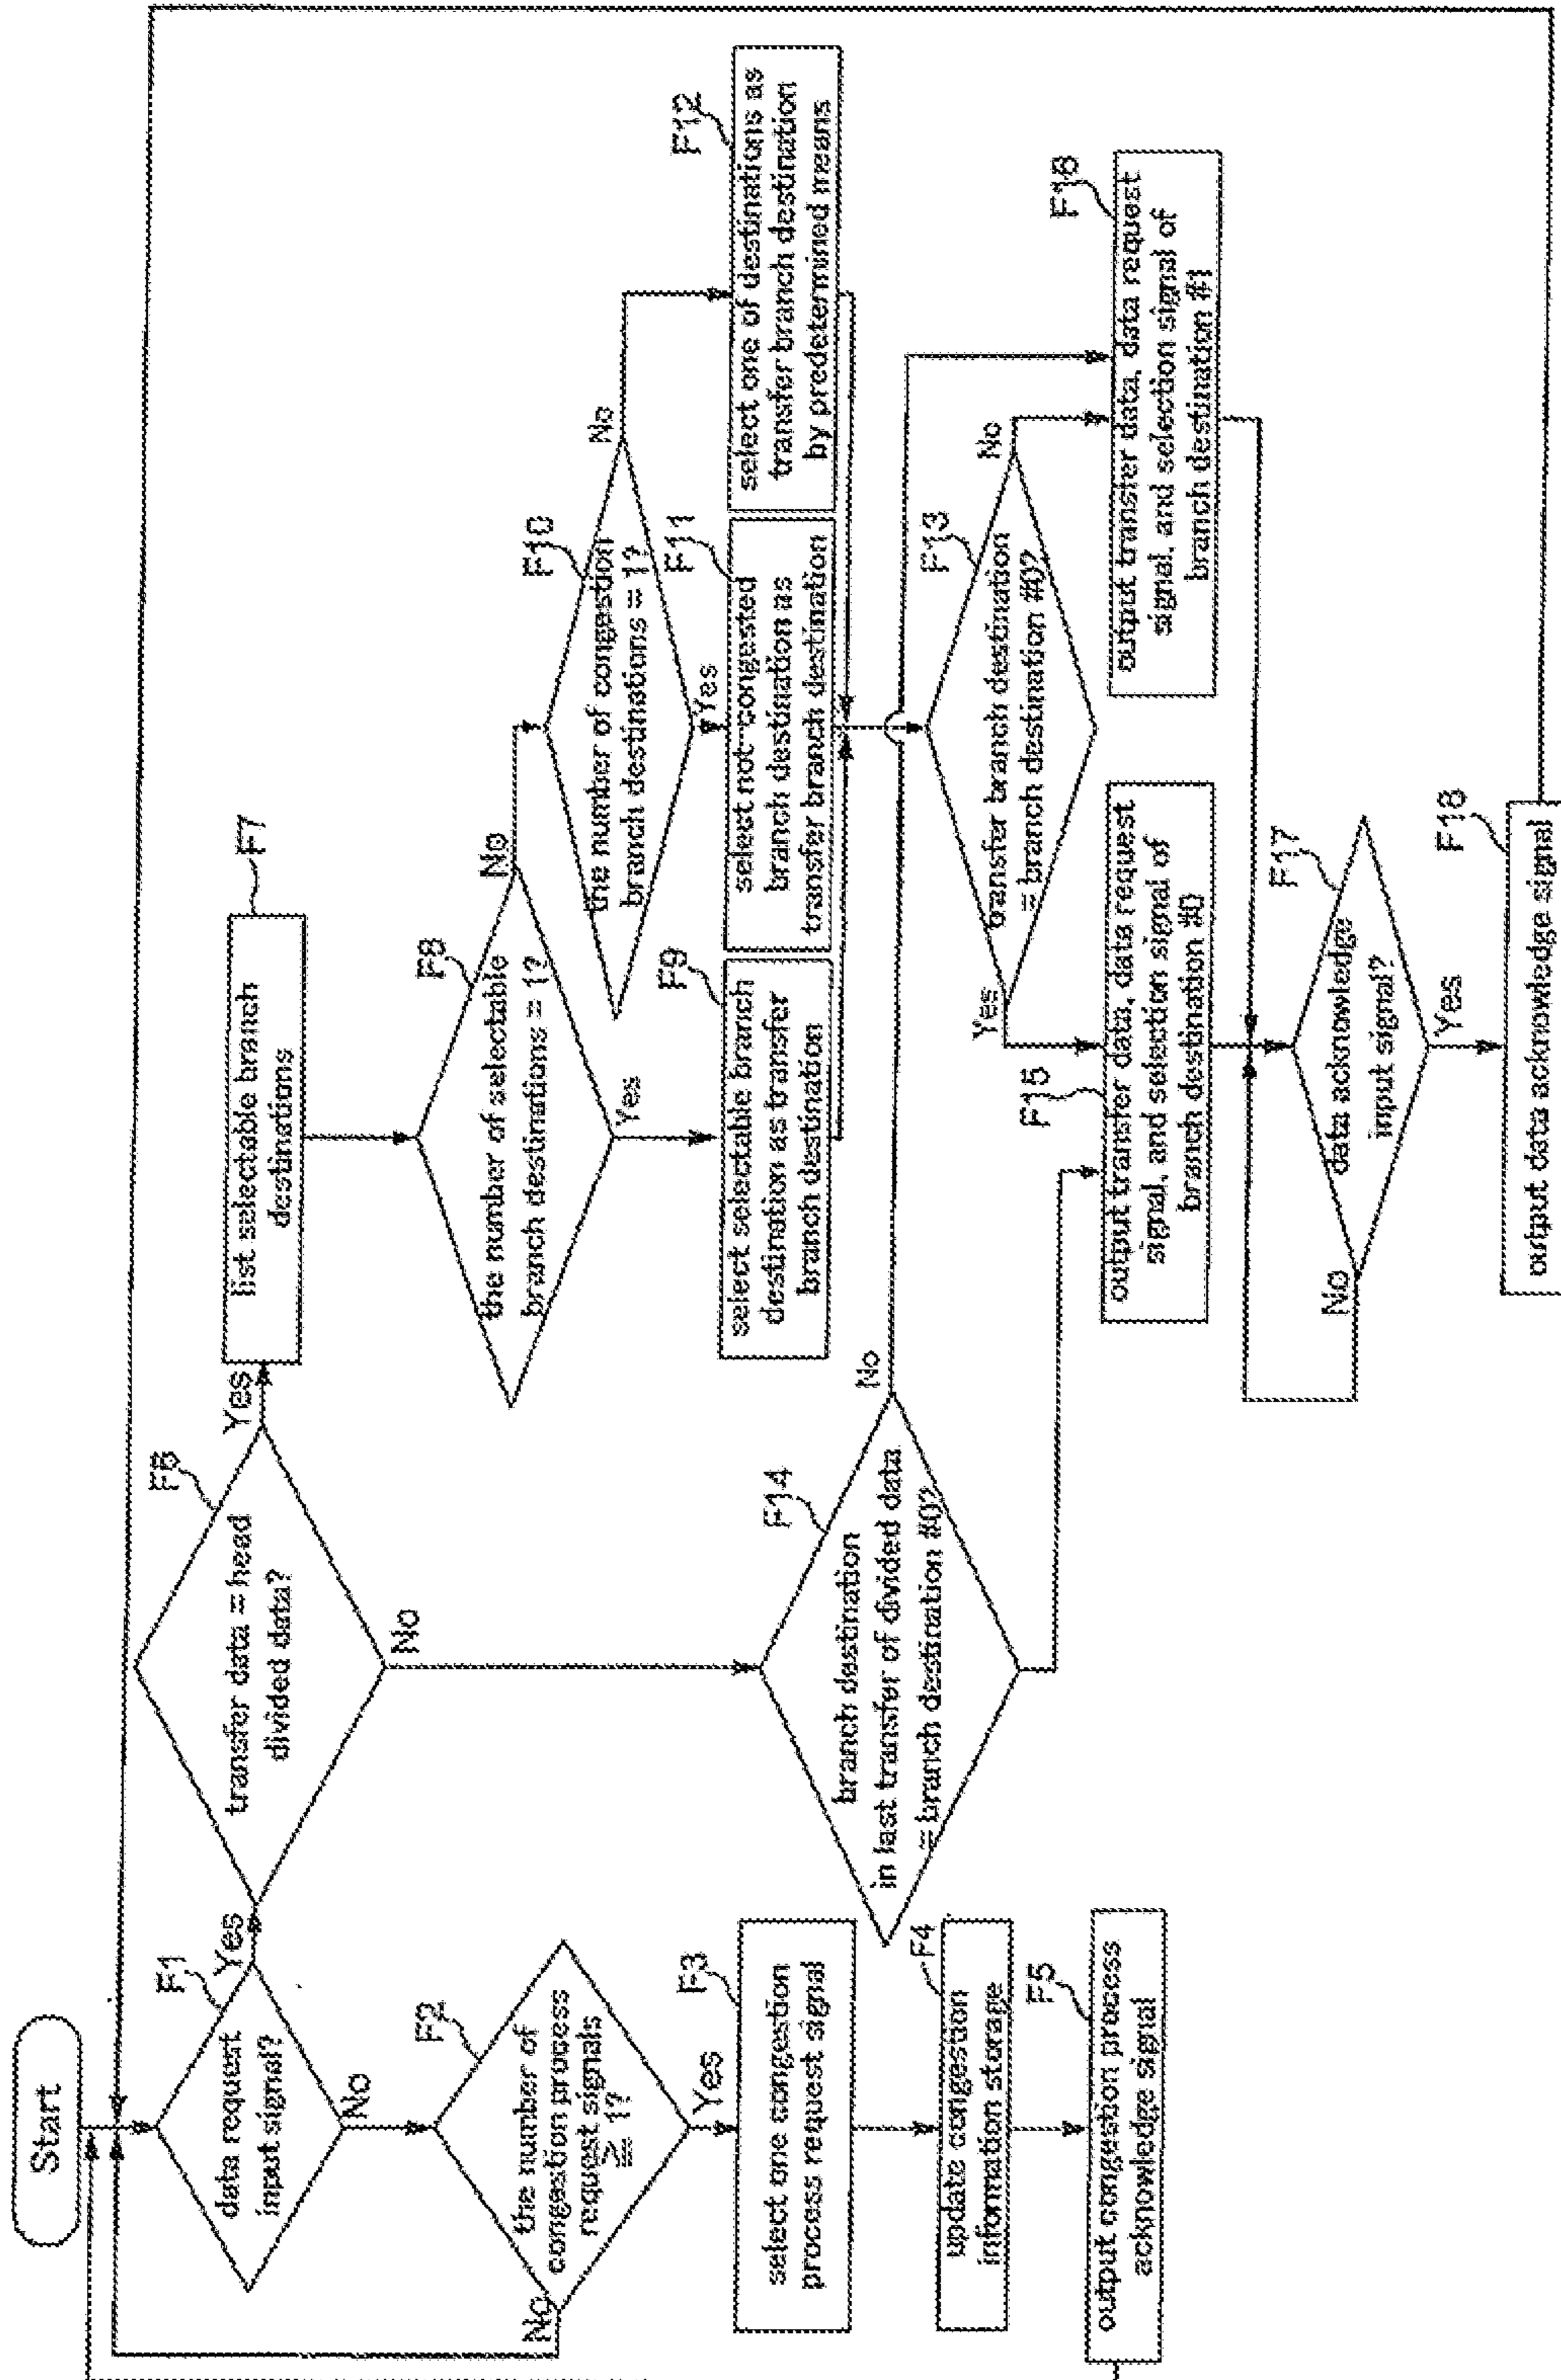 Start
F1
data request
input signal?
Yes
No
F2
the number of
congestion process
request signals
≧ 1?
No
Yes
F3
select one congestion
process request signal
F4
update congestion
information storage
F5
output congestion process
acknowledge signal
F6
transfer data = head
divided data?
Yes
No
F7
list selectable branch
destinations
F8
the number of selectable
branch destinations = 1?
No
Yes
F9
select selectable branch
destination as transfer
branch destination
F10
the number of congestion
branch destinations = 1?
No
Yes
F11
select not-congested
branch destination as
transfer branch destination
F12
select one of destinations as
transfer branch destination
by predetermined means
F13
transfer branch destination
= branch destination #0?
Yes
No
F14
branch destination
in last transfer of divided data
= branch destination #0?
No
F15
output transfer data, data request
signal, and selection signal of
branch destination #0
F16
output transfer data, data request
signal, and selection signal of
branch destination #1
F17
data acknowledge
input signal?
No
Yes
F18
output data acknowledge signal